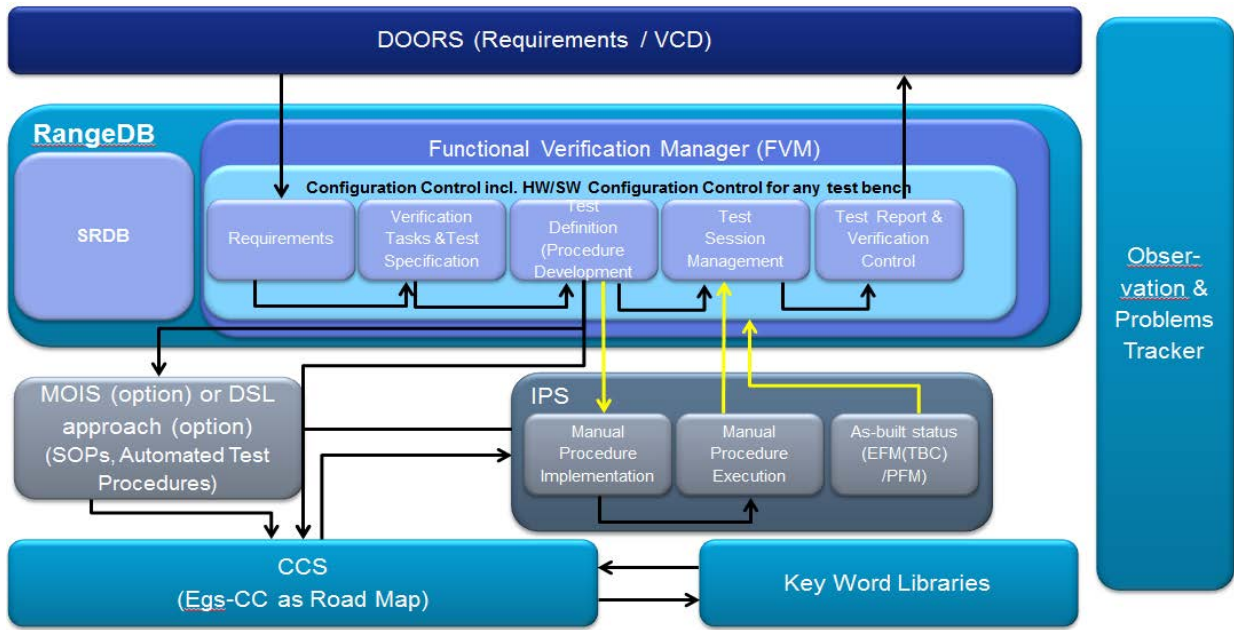 DOORS (Requirements / VCD)
RangeDB
Functional Verification Manager (FVM)
Configuration Control incl. HW/SW Configuration Control for any test bench
SRDB
Requirements
Verification
Tasks &Test
Specification
Test
Definition
(Procedure
Development
Test
Session
Management
Test Report &
Verification
Control
Obser-
vation &
Problems
Tracker
MOIS (option) or DSL
approach (option)
(SOPs, Automated Test
Procedures)
IPS
Manual
Procedure
Implementation
Manual
Procedure
Execution
As-built status
(EFM(TBC)
/PFM)
CCS
(Egs-CC as Road Map)
Key Word Libraries